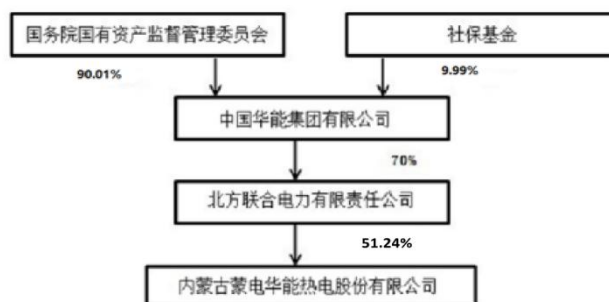 国务院国有资产监督管理委员会
社保基金
90.01%
9.99%
中国华能集团有限公司
70%
北方联合电力有限责任公司
51.24%
内蒙古蒙电华能热电股份有限公司